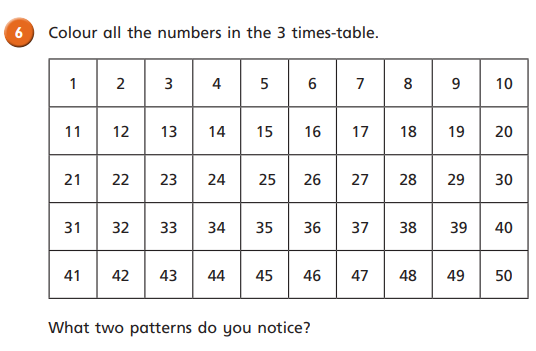 6 Colour all the numbers in the 3 times-table.
1 2 3 4 5 6 7 8 9 10
11 12 13 14 15 16 17 18 19 20
21 22 23 24 25 26 27 28 29 30
31 32 33 34 35 36 37 38 39 40
41 42 43 44 45 46 47 48 49 50
What two patterns do you notice?